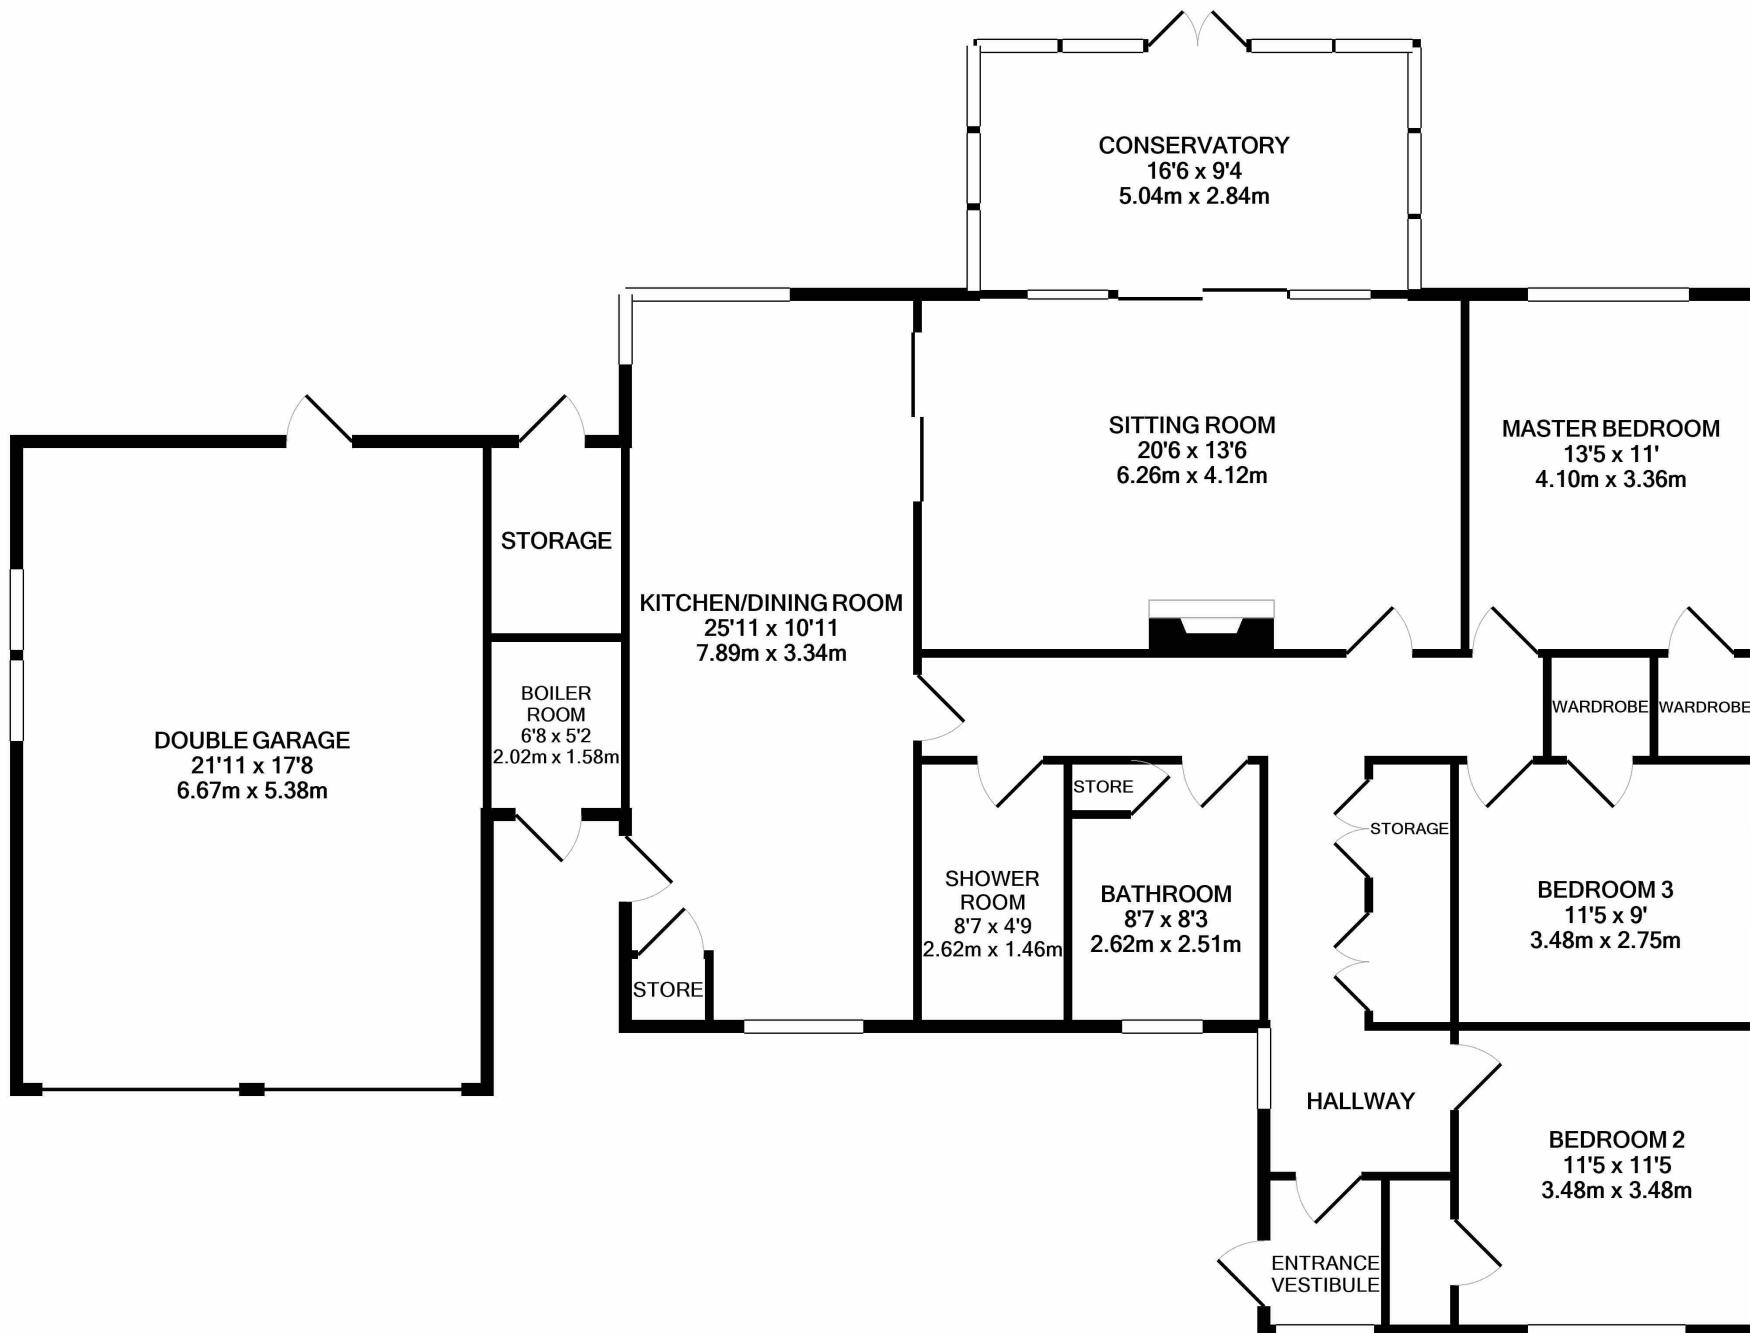 CONSERVATORY
16'6 x 9'4
5.04m x 2.84m
SITTING ROOM
20'6 x 13'6
6.26m x 4.12m
MASTER BEDROOM
13'5 x 11'
4.10m x 3.36m
STORAGE
KITCHEN/DINING ROOM
25'11 x 10'11
7.89m x 3.34m
BOILER
ROOM
6'8 x 5'2
2.02m x 1.58m
DOUBLE GARAGE
21'11 x 17'8
6.67m x 5.38m
WARDROBE
WARDROBE
STORE
STORAGE
SHOWER
ROOM
8'7 x 4'9
2.62m x 1.46m
BATHROOM
8'7 x 8'3
2.62m x 2.51m
BEDROOM 3
11'5 x 9'
3.48m x 2.75m
STORE
HALLWAY
BEDROOM 2
11'5 x 11'5
3.48m x 3.48m
ENTRANCE
VESTIBULE